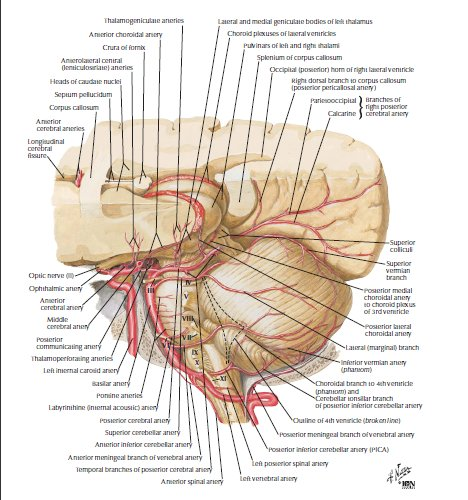 Thalamogeniculate arteries
Anterior choroidal artery
Crura of fornix
Anterolateral central
(lenticulostriate) arteries
Heads of caudate nuclei
Septum pellucidum
Corpus callosum
Anterior
cerebral arteries
Longitudinal
cerebral
fissure
Lateral and medial geniculate bodies of left thalamus
Choroid plexuses of lateral ventricles
Pulvinars of left and right thalami
Splenium of corpus callosum
Occipital (posterior) horn of right lateral ventricle
Right dorsal branch to corpus callosum
(posterior pericallosal artery)
Parietooccipital
Calcarine
Branches of
right posterior
cerebral artery
Superior
colliculi
Superior
vermian
branch
Posterior medial
choroidal artery
to choroid plexus
of 3rd ventricle
Posterior lateral
choroidal artery
Lateral (marginal) branch
Inferior vermian artery
(phantom)
Choroidal branch to 4th ventricle
(phantom) and
Cerebellar tonsillar branch
of posterior inferior cerebellar artery
Outline of 4th ventricle (broken line)
Posterior meningeal branch of vertebral artery
Posterior inferior cerebellar artery (PICA)
Left posterior spinal artery
Left vertebral artery
Optic nerve (II)
Ophthalmic artery
Anterior
cerebral artery
Middle
cerebral artery
Posterior
communicating artery
Thalamoperforating arteries
Left internal carotid artery
Basilar artery
Pontine arteries
Labyrinthine (internal acoustic) artery
Posterior cerebral artery
Superior cerebellar artery
Anterior inferior cerebellar artery
Anterior meningeal branch of vertebral artery
Temporal branches of posterior cerebral artery
Anterior spinal artery
III
IV
V
VIII
VII
VI
IX
X
XI